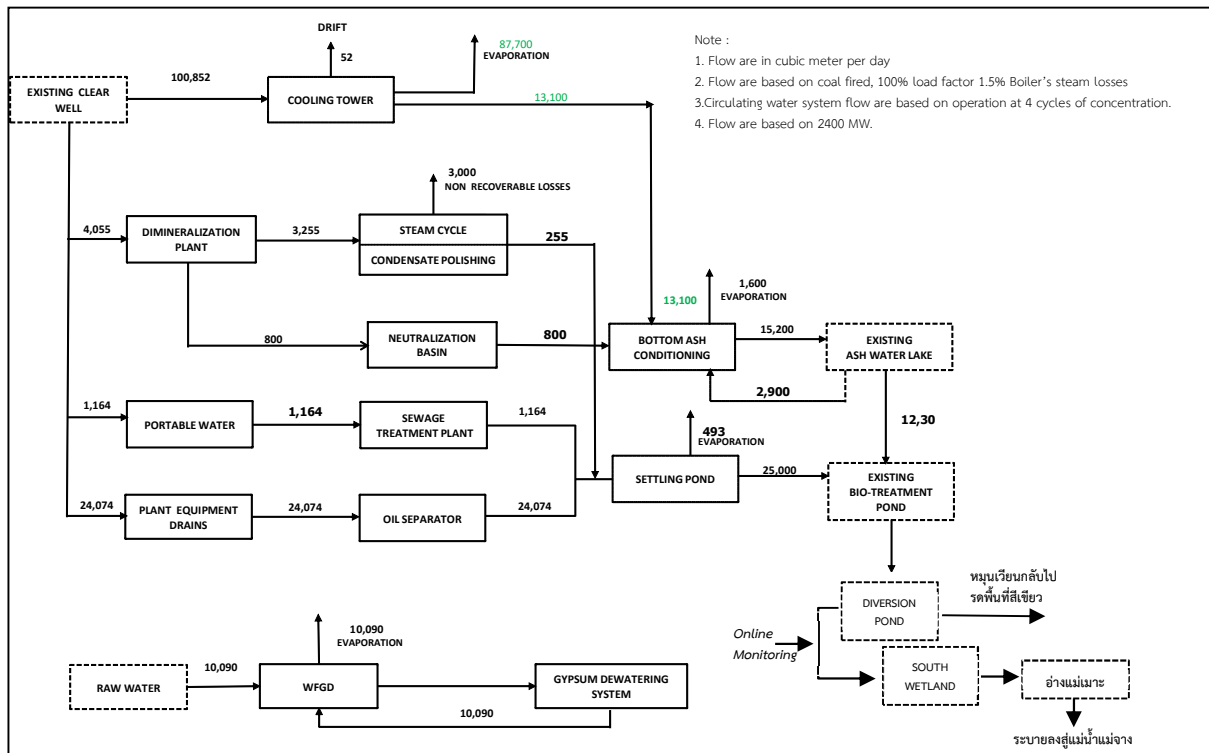 DRIFT
52
87,700
EVAPORATION
Note :
1. Flow are in cubic meter per day
2. Flow are based on coal fired, 100% load factor 1.5% Boiler's steam losses
3.Circulating water system flow are based on operation at 4 cycles of concentration.
4. Flow are based on 2400 MW.
EXISTING CLEAR
WELL
100,852
COOLING TOWER
13,100
3,000
NON RECOVERABLE LOSSES
4,055
DIMINERALIZATION
PLANT
3,255
STEAM CYCLE
CONDENSATE POLISHING
255
800
NEUTRALIZATION
BASIN
800
13,100
1,600
EVAPORATION
BOTTOM ASH
CONDITIONING
15,200
EXISTING
ASH WATER LAKE
2,900
12,30
1,164
PORTABLE WATER
1,164
SEWAGE
TREATMENT PLANT
1,164
493
EVAPORATION
SETTLING POND
25,000
EXISTING
BIO-TREATMENT
POND
24,074
PLANT EQUIPMENT
DRAINS
24,074
OIL SEPARATOR
24,074
DIVERSION
POND
หมุนเวียนกลับไป
รดพื้นที่สีเขียว
Online
Monitoring
SOUTH
WETLAND
อ่างแม่เมาะ
ระบายลงสู่แม่น้ำแม่จาง
10,090
EVAPORATION
RAW WATER
10,090
WFGD
GYPSUM DEWATERING
SYSTEM
10,090